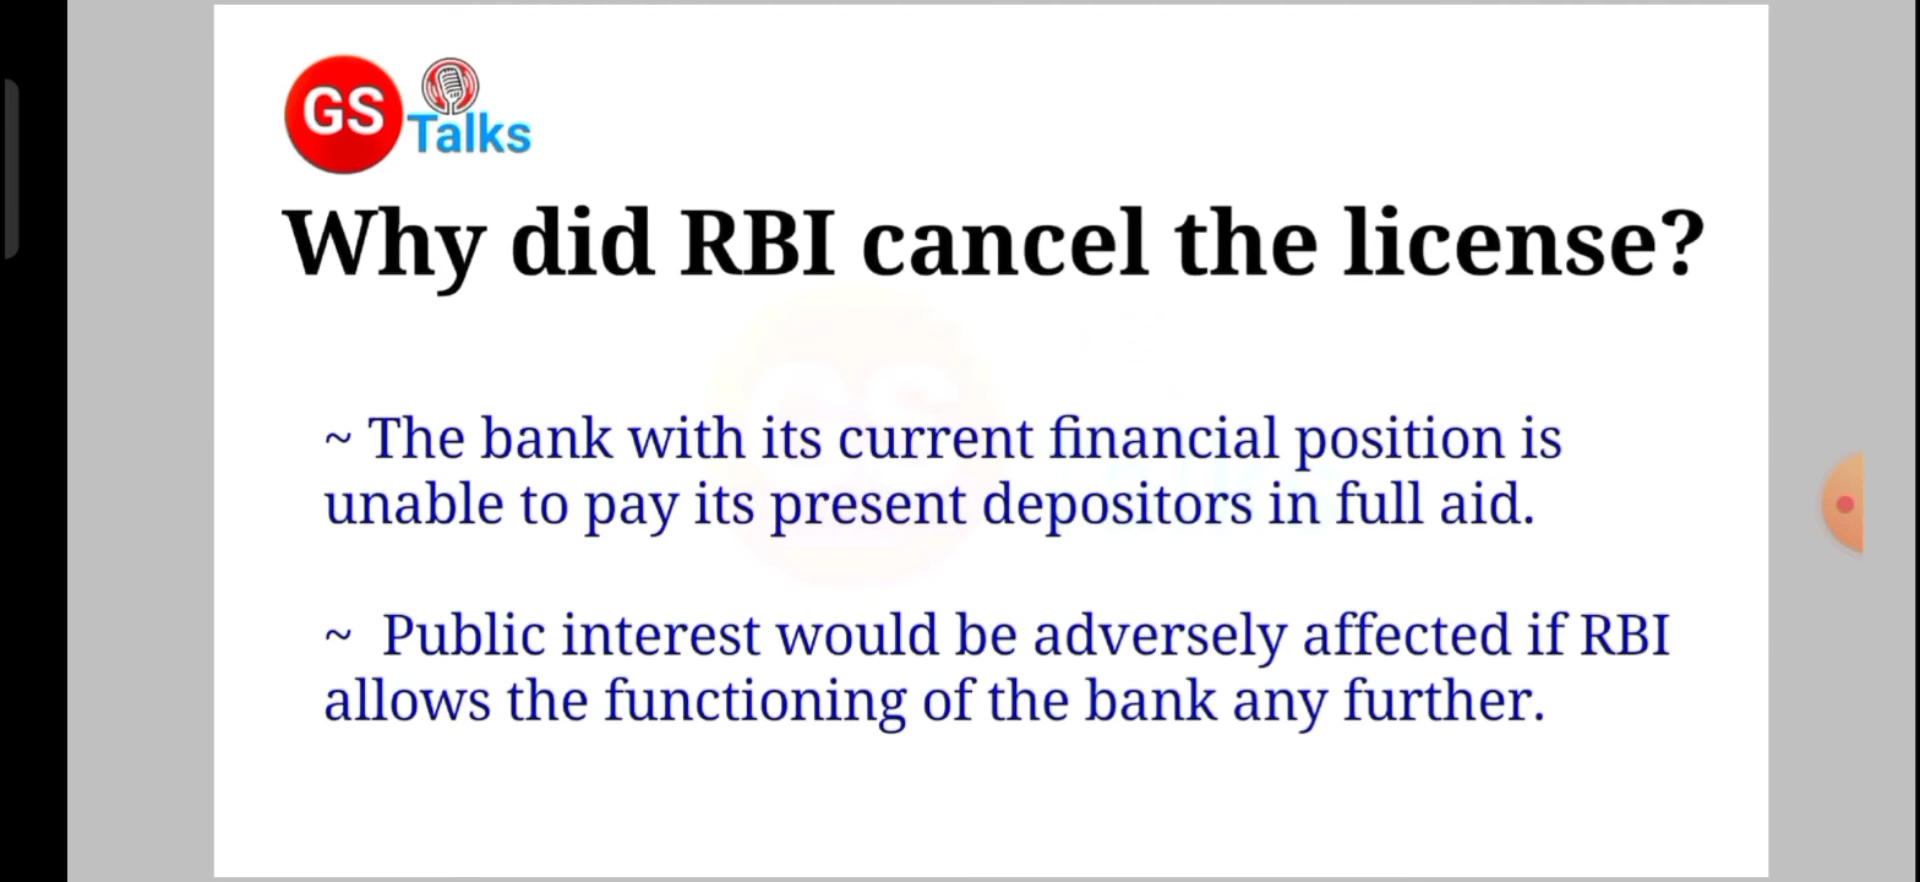 GS
Talks
Why did RBI cancel the license?
~ The bank with its current financial position is
unable to pay its present depositors in full aid.
~ Public interest would be adversely affected if RBI
allows the functioning of the bank any further.